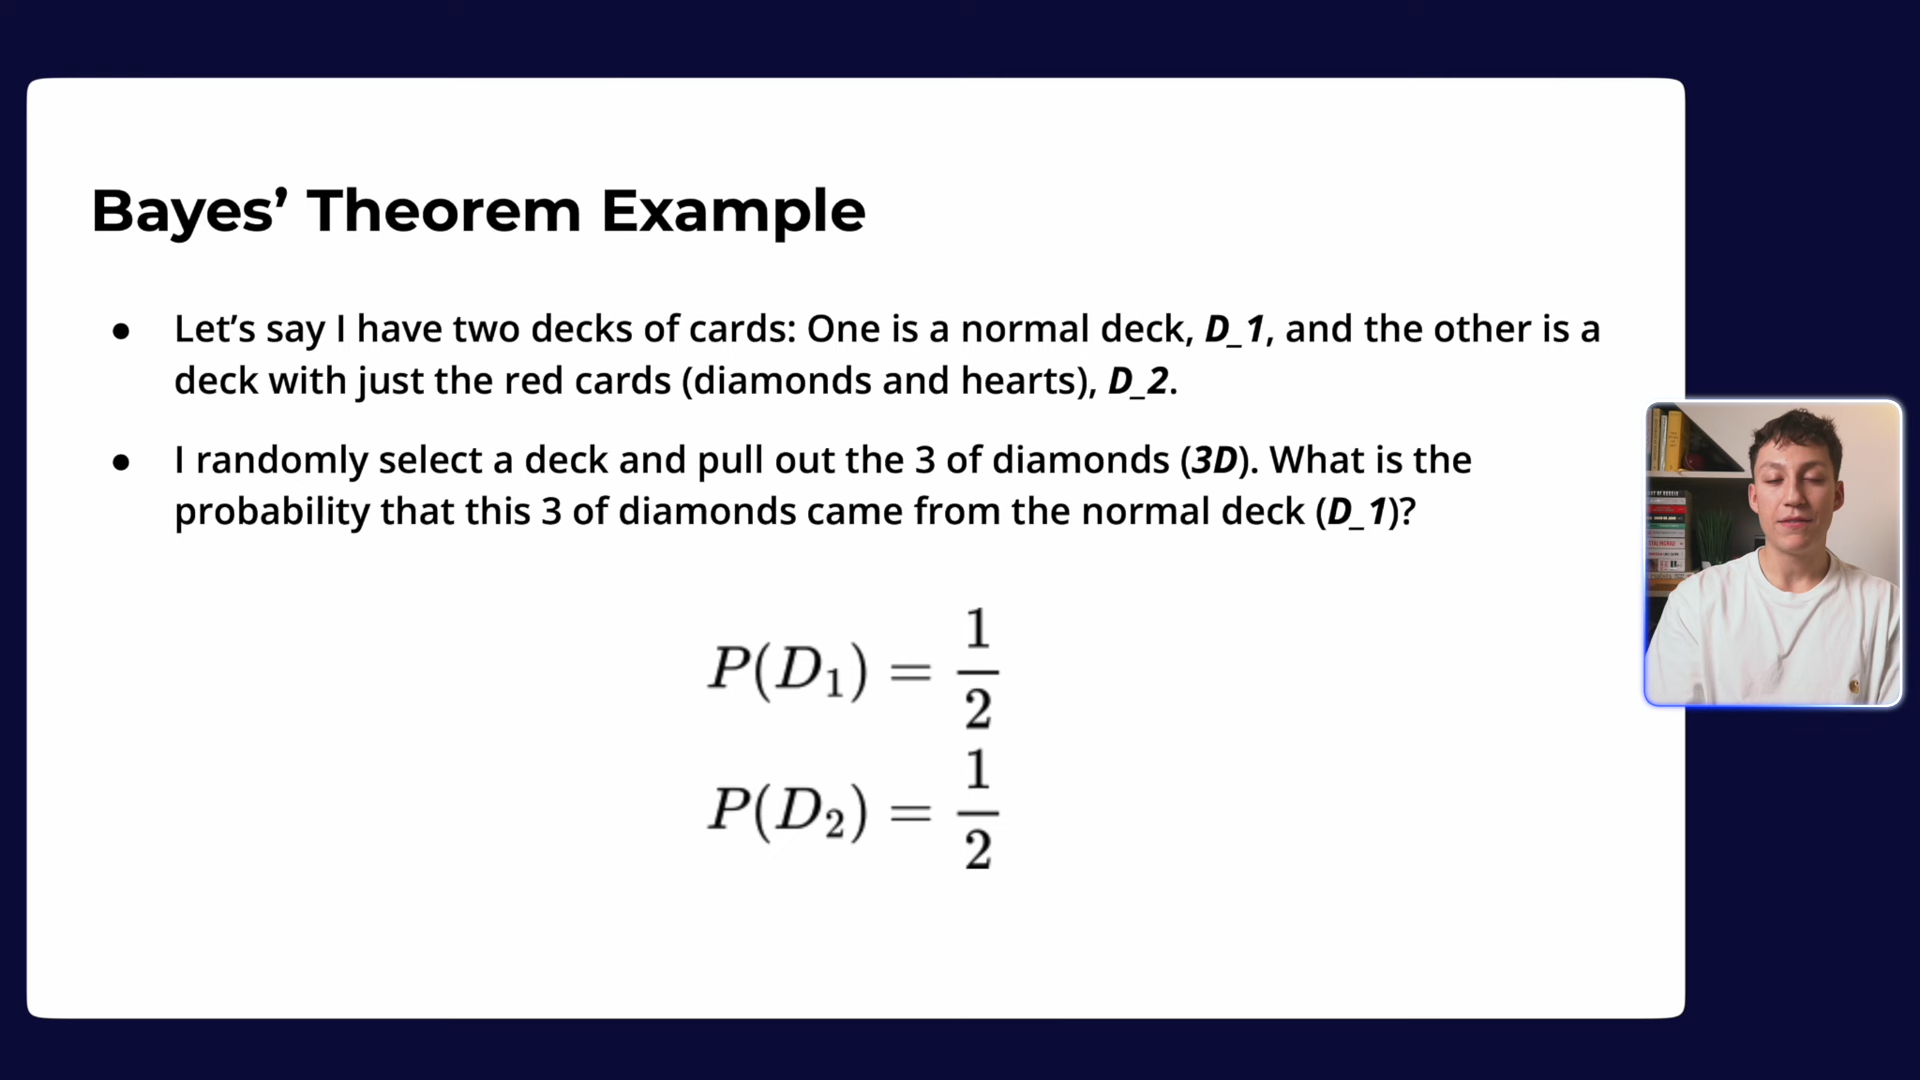 Bayes’ Theorem Example
● Let’s say I have two decks of cards: One is a normal deck, D_1, and the other is a
deck with just the red cards (diamonds and hearts), D_2.
● I randomly select a deck and pull out the 3 of diamonds (3D). What is the
probability that this 3 of diamonds came from the normal deck (D_1)?
P(D₁) = 1/2
P(D₂) = 1/2